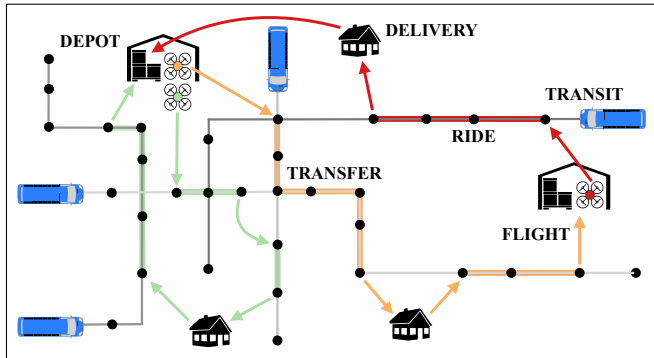 DELIVERY
DEPOT
TRANSIT
RIDE
TRANSFER
FLIGHT